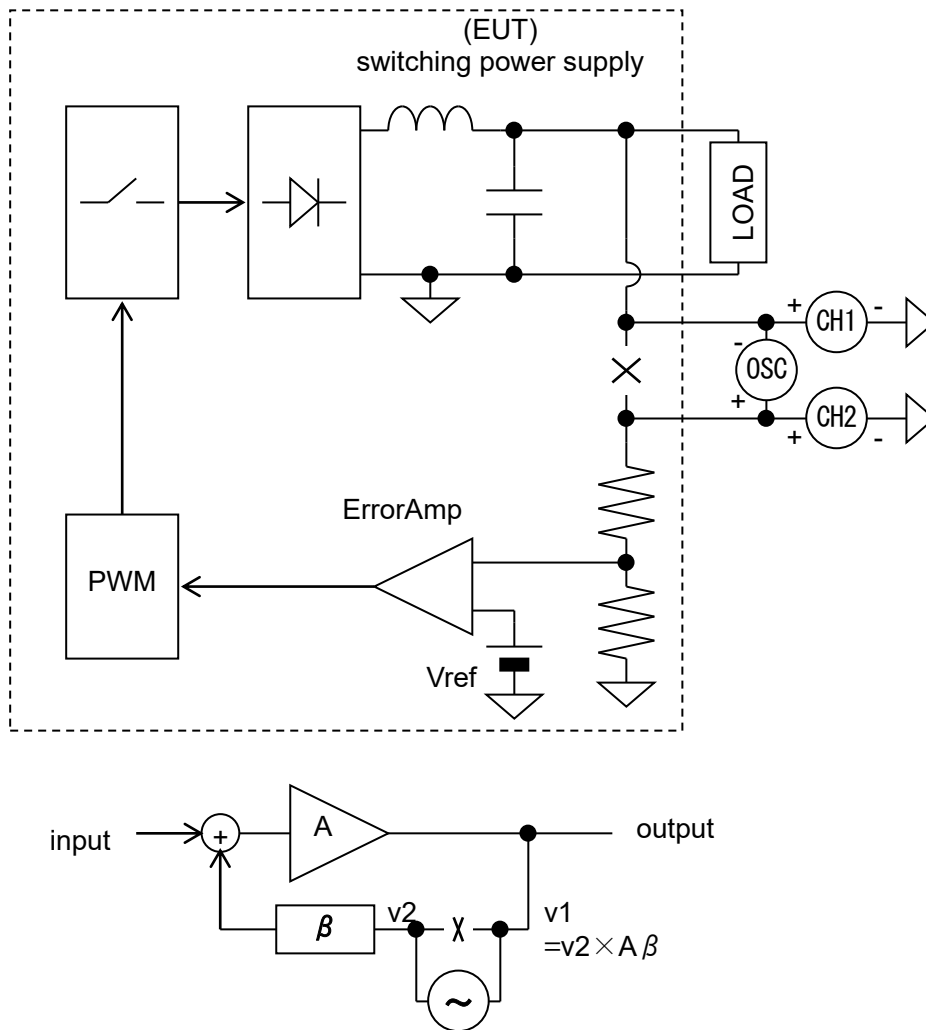 (EUT)
switching power supply
LOAD
+ CH1 -
-
OSC
+
+ CH2 -
ErrorAmp
PWM
Vref
A
input
+
output
β
v2
v1
=v2×Aβ
~